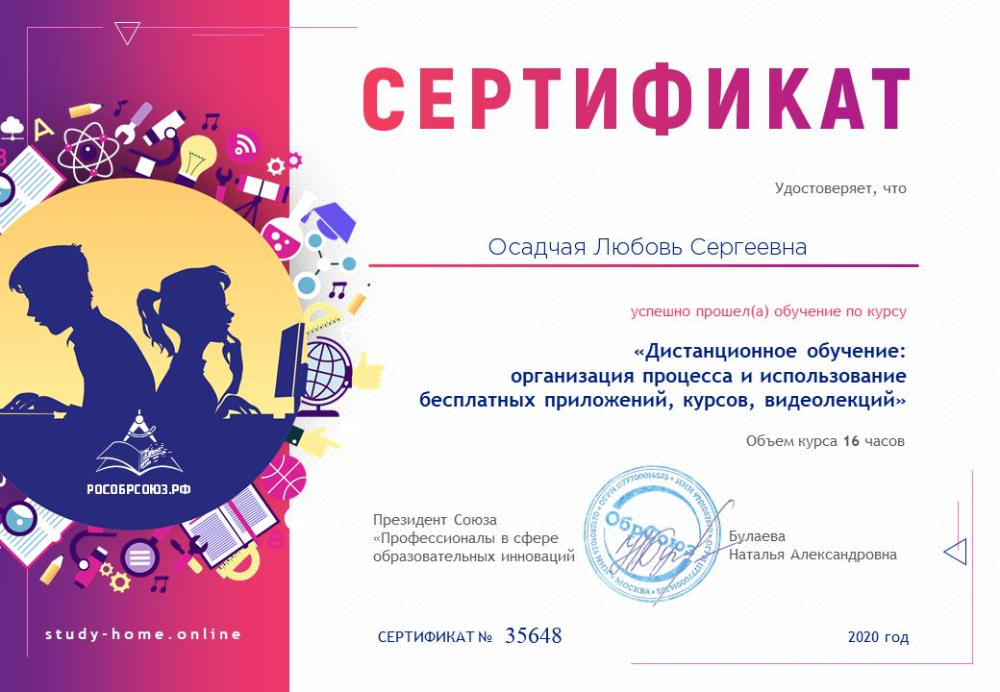 СЕРТИФИКАТ
Удостоверяет, что
Осадчая Любовь Сергеевна
успешно прошел(а) обучение по курсу
«Дистанционное обучение:
организация процесса и использование
бесплатных приложений, курсов, видеолекций»
Объем курса 16 часов
РОСОБРСОЮЗ.РФ
Президент Союза
«Профессионалы в сфере
образовательных инноваций
ОбрСоюз
МОСКВА
Булаева
Наталья Александровна
study-home.online
СЕРТИФИКАТ № 35648
2020 год